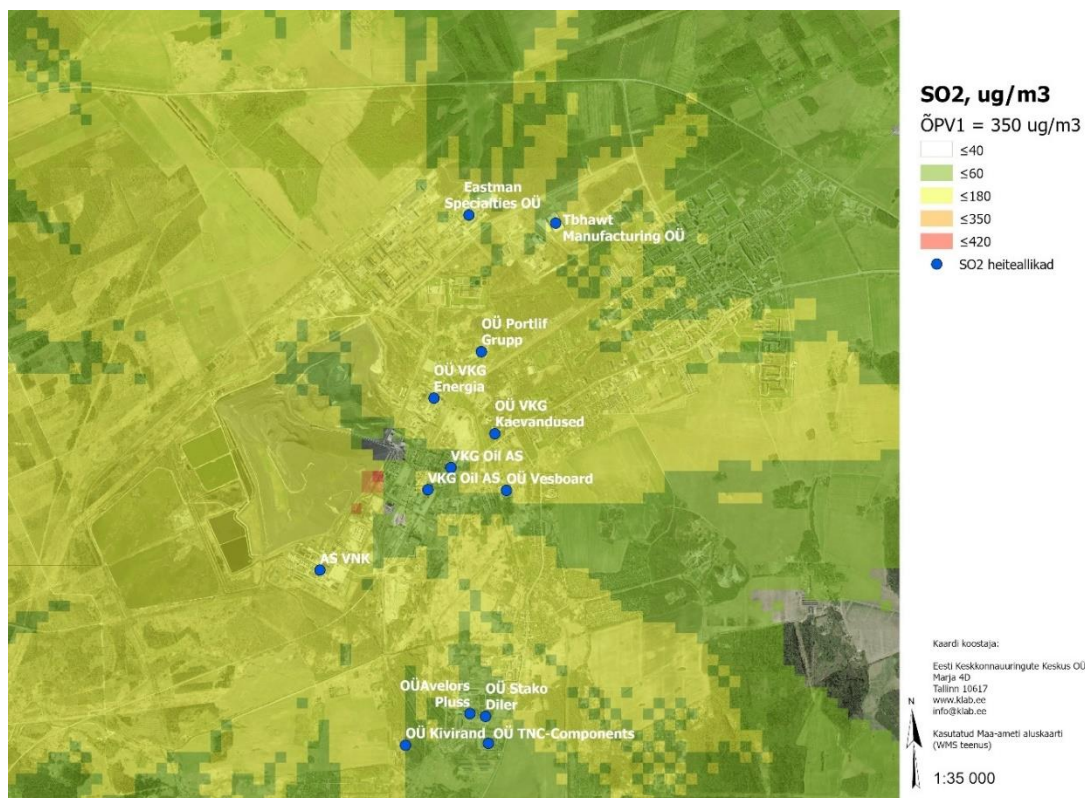 Eastman
Specialties OÜ
Tbhawt
Manufacturing OÜ
OÜ Portlif
Grupp
OÜ VKG
Energia
OÜ VKG
Kaevandused
VKG Oil AS
VKG Oil AS
OÜ Vesboard
AS VNK
OÜAvelors
Pluss
OÜ Stako
Diler
OÜ Kivirand
OÜ TNC-Components
SO2, ug/m3
ÕPV1 = 350 ug/m3
≤40
≤60
≤180
≤350
≤420
SO2 heiteallikad
Kaardi koostaja:
Eesti Keskkonnauuringute Keskus OÜ
Marja 4D
Tallinn 10617
www.klab.ee
info@klab.ee
N
Kasutatud Maa-ameti aluskaarti
(WMS teenus)
1:35 000